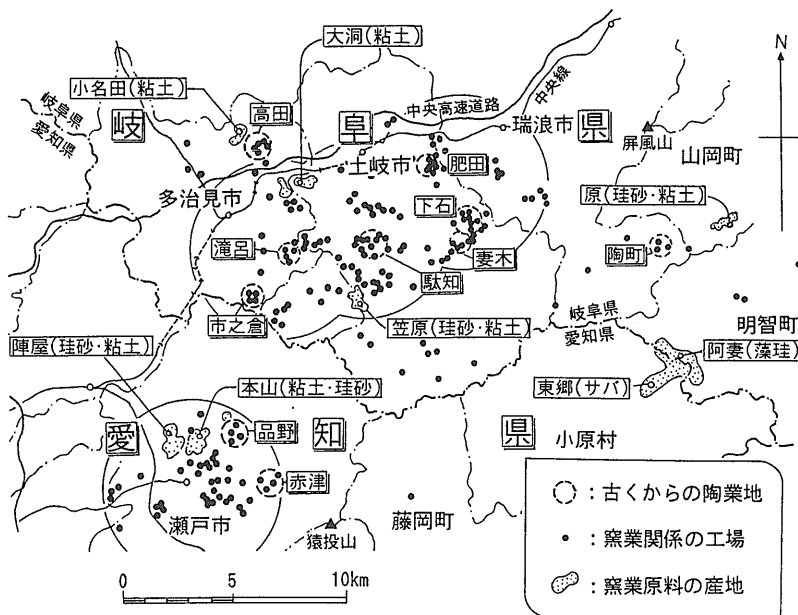 大洞(粘土)
N
小名田(粘土)
高田
中央高速道路
中央線
岐阜県
愛知県
岐
阜
県
瑞浪市
屏風山
土岐市
肥田
山岡町
多治見市
下石
原(珪砂・粘土)
滝呂
妻木
陶町
駄知
市之倉
笠原(珪砂・粘土)
岐阜県
愛知県
明智町
陣屋(珪砂・粘土)
阿妻(藻珪)
本山(粘土・珪砂)
東郷(サバ)
愛
品野
知
県
小原村
赤津
瀬戸市
猿投山
藤岡町
:古くからの陶業地
:窯業関係の工場
:窯業原料の産地
0 5 10km